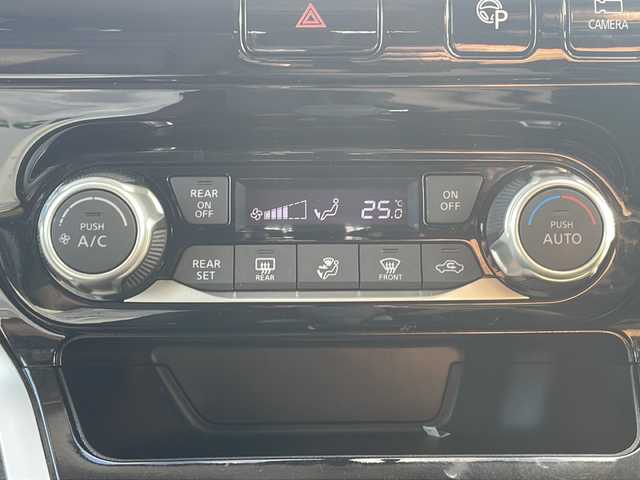 P
CAMERA
PUSH
A/C
REAR
ON
OFF
25.0
°C
ON
OFF
PUSH
AUTO
REAR
SET
REAR
FRONT